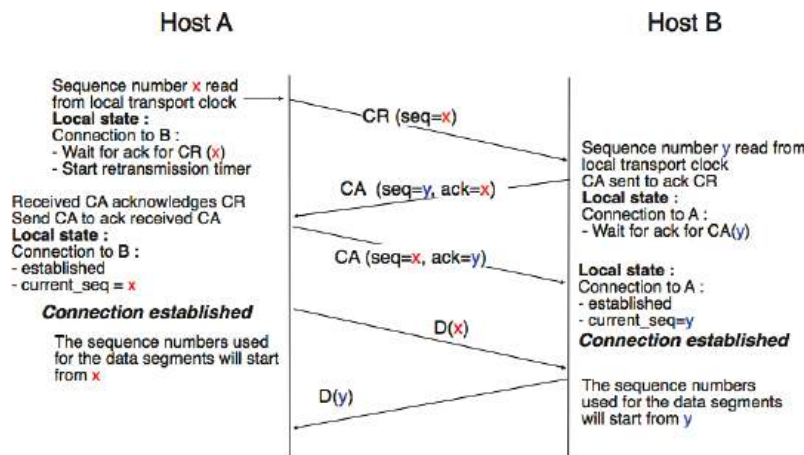 Host A
Host B
Sequence number x read
from local transport clock
Local state :
Connection to B :
- Wait for ack for CR (x)
- Start retransmission timer
CR (seq=x)
Sequence number y read from
local transport clock
CA sent to ack CR
Local state :
Connection to A :
- Wait for ack for CA(y)
CA (seq=y, ack=x)
Received CA acknowledges CR
Send CA to ack received CA
Local state :
Connection to B :
- established
- current_seq = x
Connection established
CA (seq=x, ack=y)
Local state :
Connection to A :
- established
- current_seq=y
Connection established
The sequence numbers used
for the data segments will start
from x
D(x)
D(y)
The sequence numbers
used for the data segments
will start from y